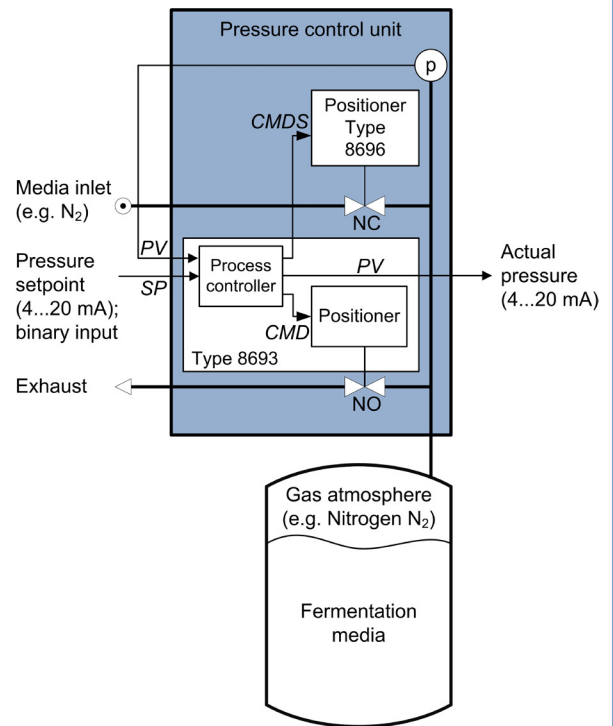 Pressure control unit
p
Positioner
Type
8696
CMDS
Media inlet
(e.g. N₂)
NC
PV
Process
controller
PV
Actual
pressure
(4...20 mA)
Pressure
setpoint
(4...20 mA);
binary input
SP
Positioner
CMD
Type 8693
Exhaust
NO
Gas atmosphere
(e.g. Nitrogen N₂)
Fermentation
media